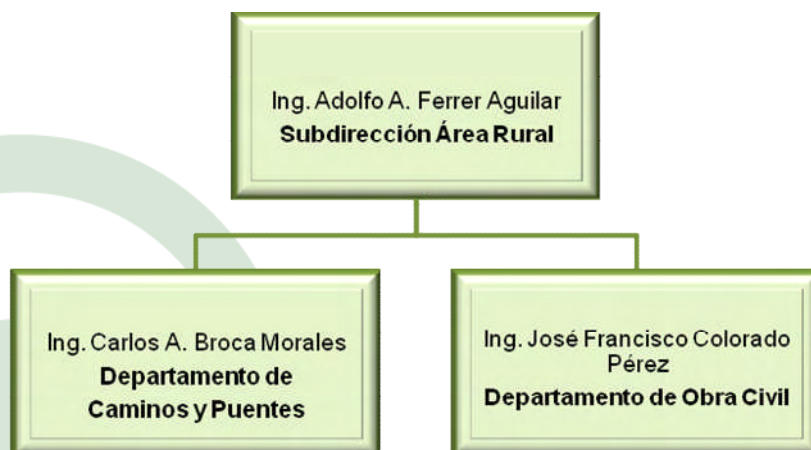 Ing. Adolfo A. Ferrer Aguilar
Subdirección Área Rural
Ing. Carlos A. Broca Morales
Departamento de
Caminos y Puentes
Ing. José Francisco Colorado
Pérez
Departamento de Obra Civil